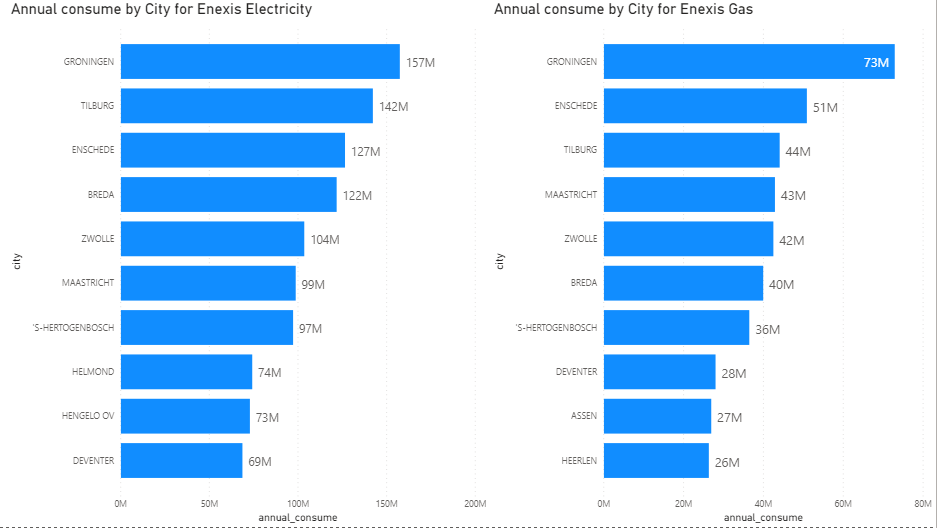 Annual consume by City for Enexis Electricity
GRONINGEN 157M
TILBURG 142M
ENSCHEDE 127M
BREDA 122M
ZWOLLE 104M
MAASTRICHT 99M
'S-HERTOGENBOSCH 97M
HELMOND 74M
HENGELO OV 73M
DEVENTER 69M
city
0M 50M 100M 150M 200M
annual_consume
Annual consume by City for Enexis Gas
GRONINGEN 73M
ENSCHEDE 51M
TILBURG 44M
MAASTRICHT 43M
ZWOLLE 42M
BREDA 40M
'S-HERTOGENBOSCH 36M
DEVENTER 28M
ASSEN 27M
HEERLEN 26M
city
0M 20M 40M 60M 80M
annual_consume